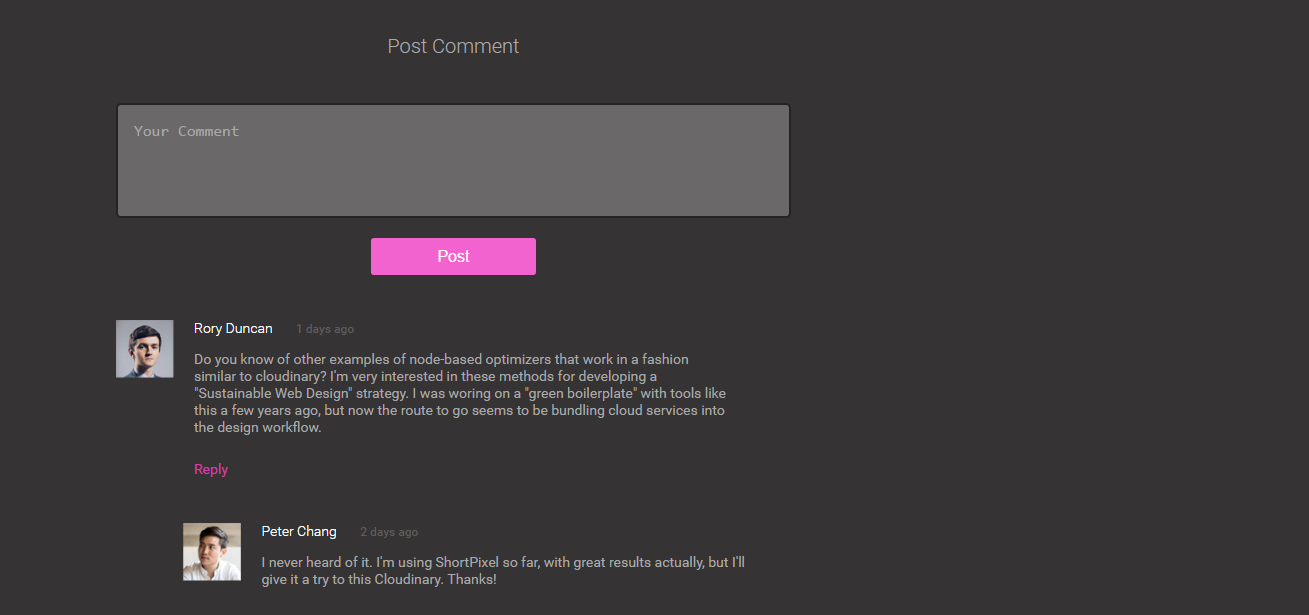 Post Comment
Your Comment
Post
Rory Duncan 1 days ago
Do you know of other examples of node-based optimizers that work in a fashion
similar to cloudinary? I'm very interested in these methods for developing a
"Sustainable Web Design" strategy. I was woring on a "green boilerplate" with tools like
this a few years ago, but now the route to go seems to be bundling cloud services into
the design workflow.
Reply
Peter Chang 2 days ago
I never heard of it. I'm using ShortPixel so far, with great results actually, but I'll
give it a try to this Cloudinary. Thanks!